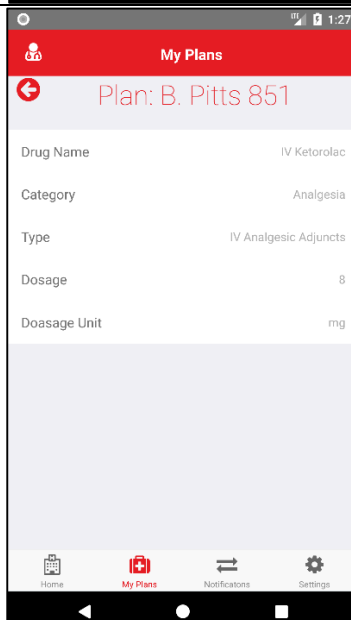 LTE 1:27
My Plans
Plan: B. Pitts 851
Drug Name IV Ketorolac
Category Analgesia
Type IV Analgesic Adjuncts
Dosage 8
Doasage Unit mg
Home My Plans Notificatons Settings